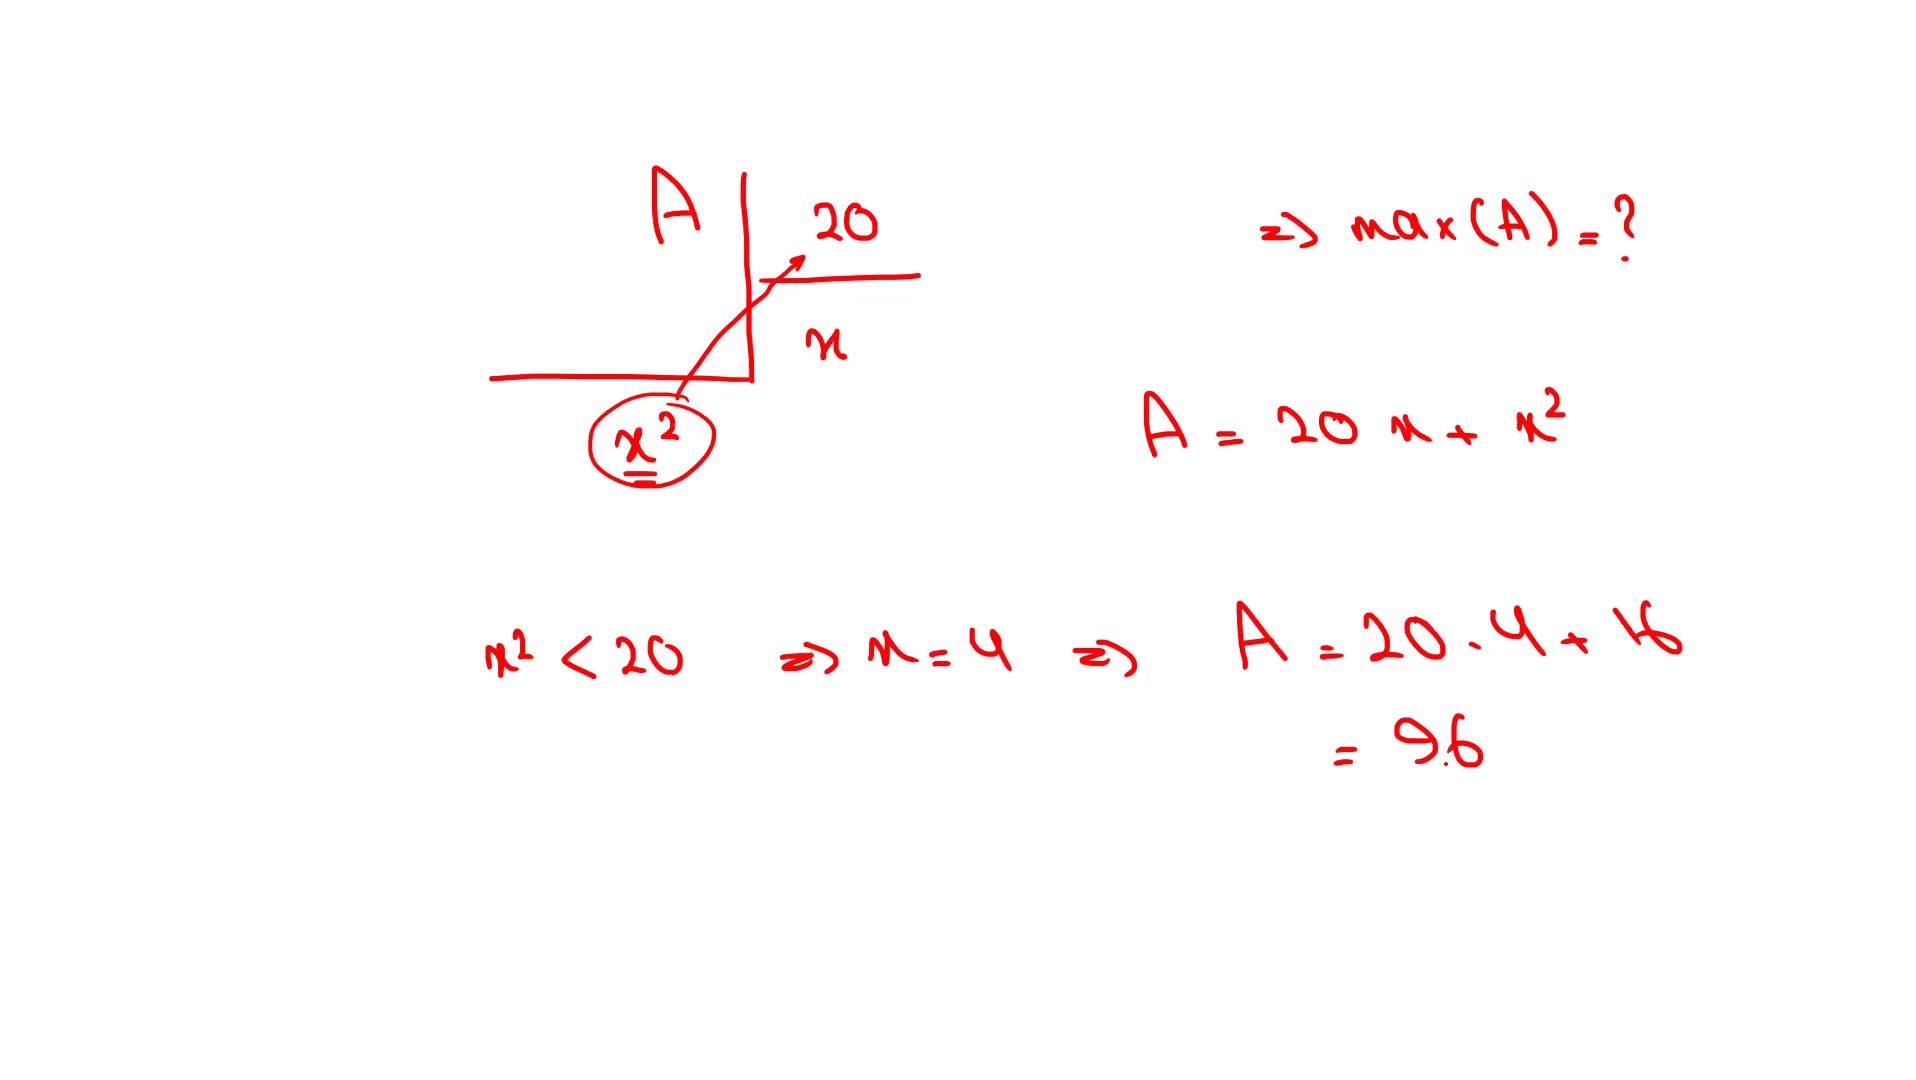 A 20 => max(A) = ?
x
x² A = 20x + x²
x² < 20 => x = 4 => A = 20 . 4 + 16
= 96